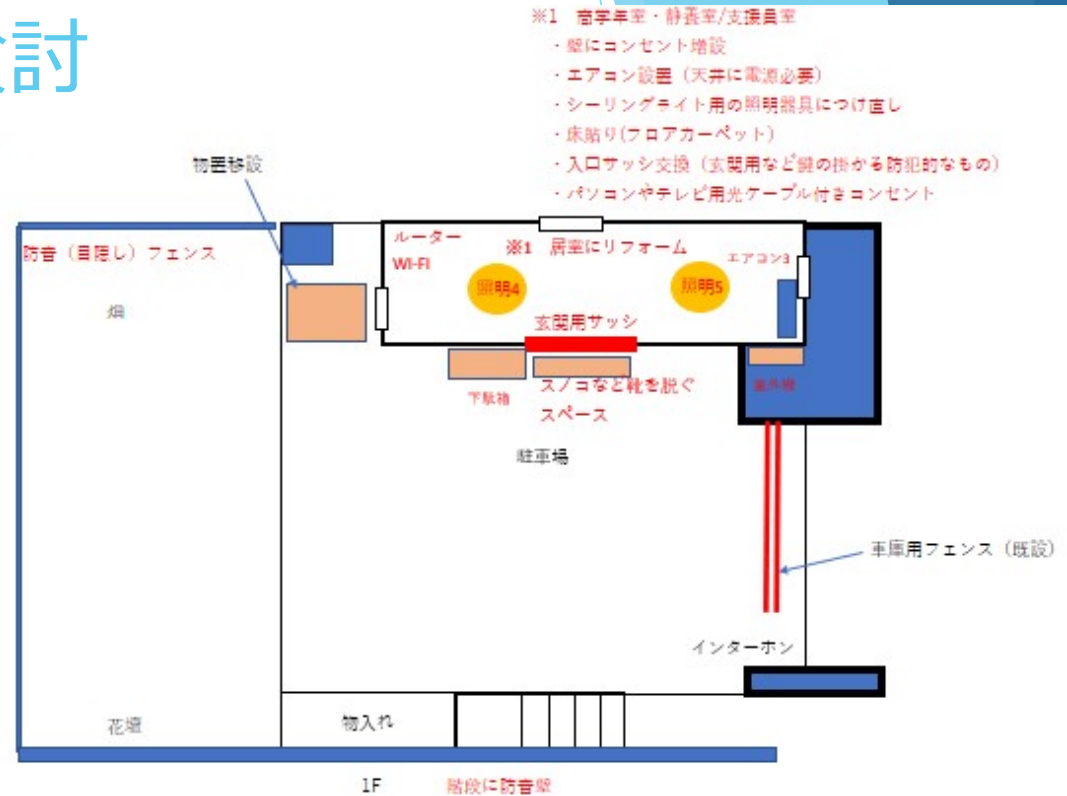 討
※1　高学年室・静養室/支援員室
・壁にコンセント増設
・エアコン設置（天井に電源必要）
・シーリングライト用の照明器具につけ直し
・床貼り(フロアカーペット)
・入口サッシ交換（玄関用など鍵の掛かる防犯的なもの）
・パソコンやテレビ用光ケーブル付きコンセント
物置移設
防音（目隠し）フェンス
ルーター
WI-FI
※1　居室にリフォーム
エアコン3
照明4
照明5
畑
玄関用サッシ
下駄箱
スノコなど靴を脱ぐ
スペース
室外機
駐車場
車庫用フェンス（既設）
インターホン
花壇
物入れ
1F
階段に防音壁